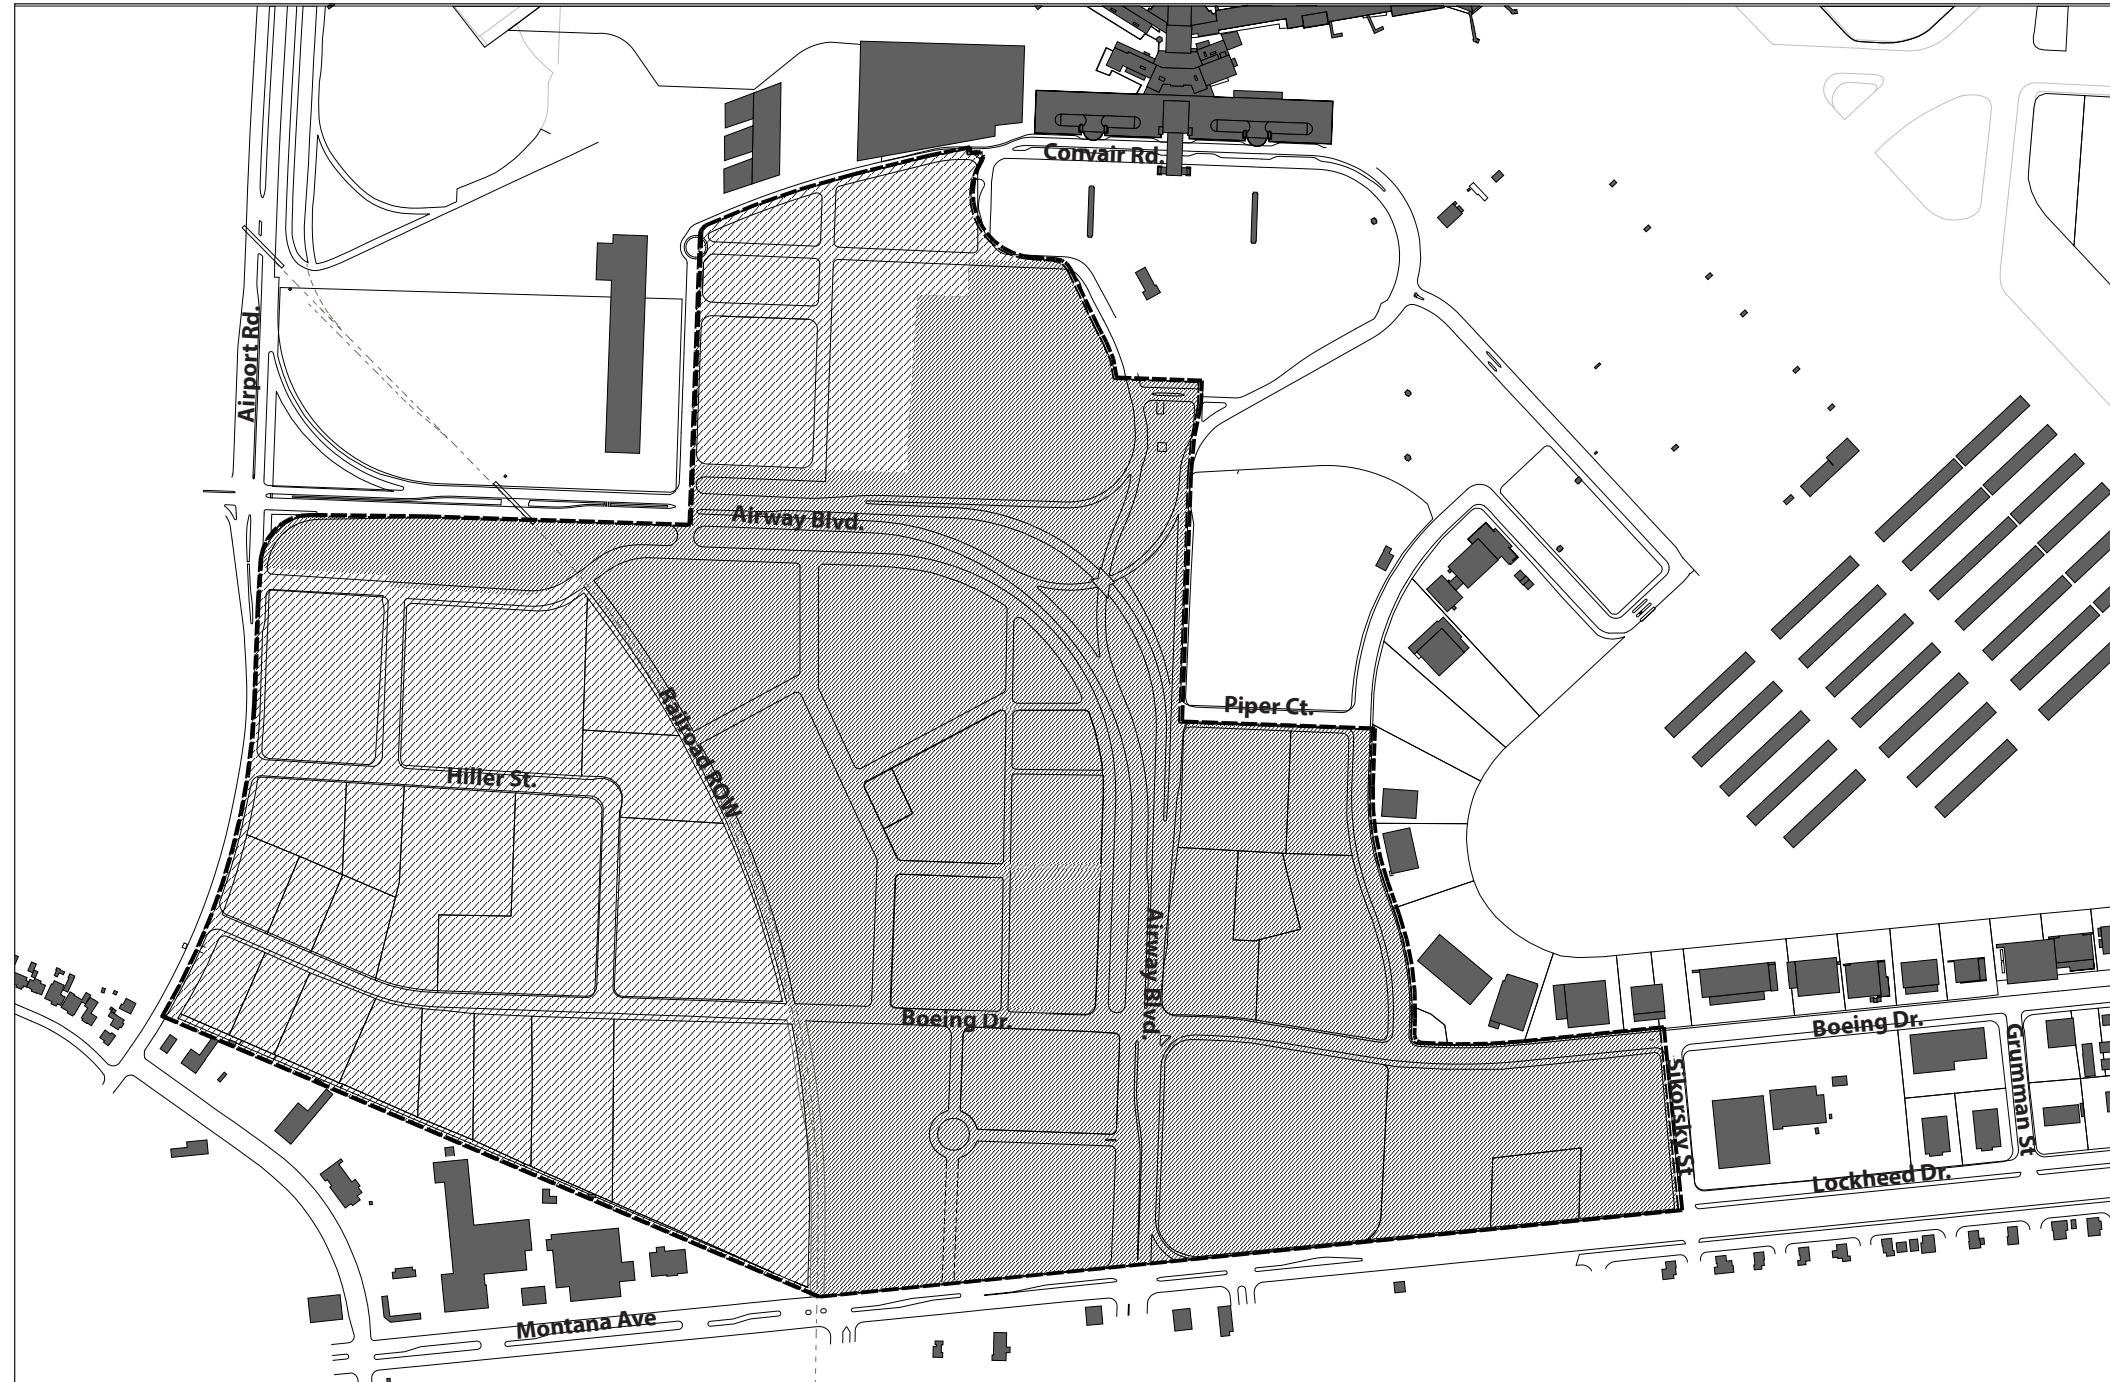 Convair Rd.
Airport Rd.
Airway Blvd.
Railroad ROW
Piper Ct.
Hiller St.
Airway Blvd.
Boeing Dr.
Boeing Dr.
Grumman St
Sikorsky St
Lockheed Dr.
Montana Ave